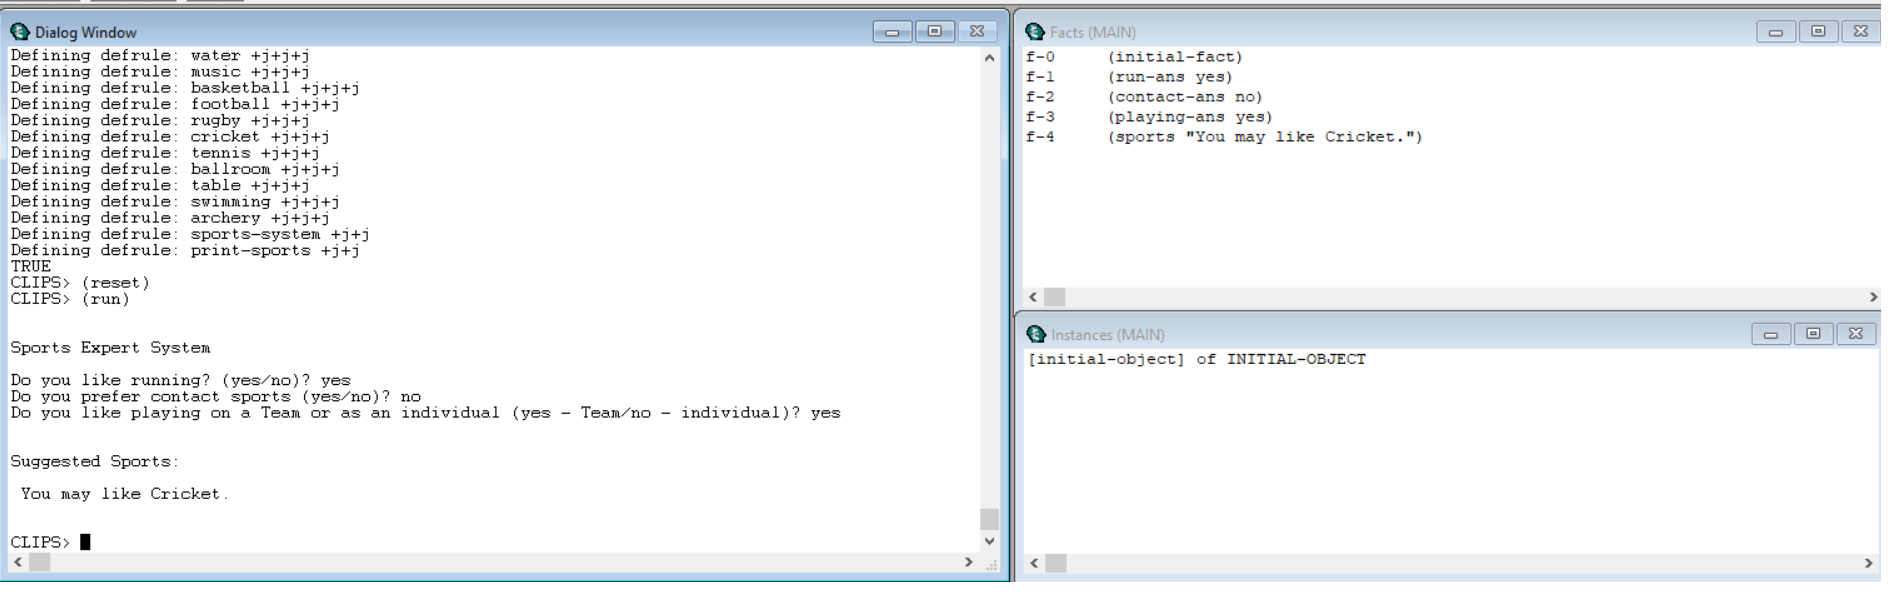 Dialog Window
Defining defrule: water +j+j+j
Defining defrule: music +j+j+j
Defining defrule: basketball +j+j+j
Defining defrule: football +j+j+j
Defining defrule: rugby +j+j+j
Defining defrule: cricket +j+j+j
Defining defrule: tennis +j+j+j
Defining defrule: ballroom +j+j+j
Defining defrule: table +j+j+j
Defining defrule: swimming +j+j+j
Defining defrule: archery +j+j+j
Defining defrule: sports-system +j+j
Defining defrule: print-sports +j+j
TRUE
CLIPS> (reset)
CLIPS> (run)
Sports Expert System
Do you like running? (yes/no)? yes
Do you prefer contact sports (yes/no)? no
Do you like playing on a Team or as an individual (yes - Team/no - individual)? yes
Suggested Sports:
You may like Cricket.
CLIPS>
Facts (MAIN)
f-0 (initial-fact)
f-1 (run-ans yes)
f-2 (contact-ans no)
f-3 (playing-ans yes)
f-4 (sports "You may like Cricket.")
Instances (MAIN)
[initial-object] of INITIAL-OBJECT